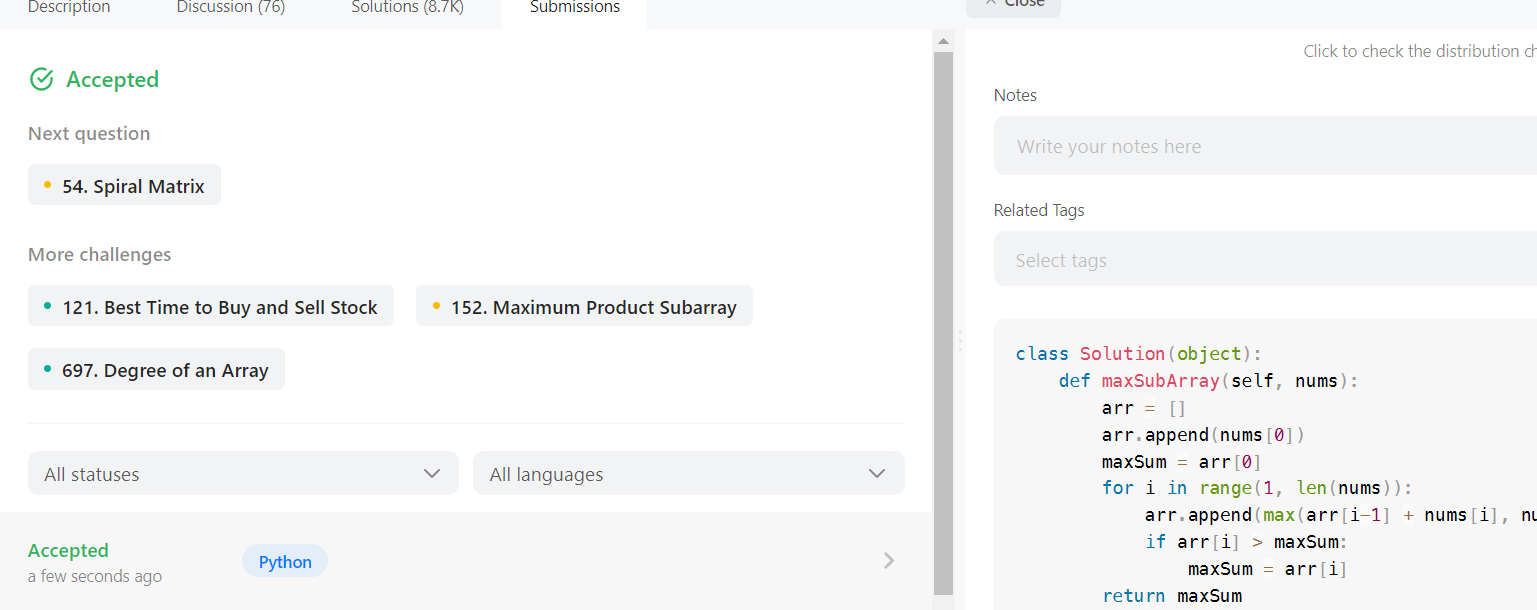 Description Discussion (76) Solutions (8.7K) Submissions
Accepted
Next question
54. Spiral Matrix
More challenges
121. Best Time to Buy and Sell Stock 152. Maximum Product Subarray
697. Degree of an Array
All statuses All languages
Accepted
a few seconds ago
Python
Close
Click to check the distribution
Notes
Write your notes here
Related Tags
Select tags
class Solution(object):
    def maxSubArray(self, nums):
        arr = []
        arr.append(nums[0])
        maxSum = arr[0]
        for i in range(1, len(nums)):
            arr.append(max(arr[i-1] + nums[i],
            if arr[i] > maxSum:
                maxSum = arr[i]
        return maxSum